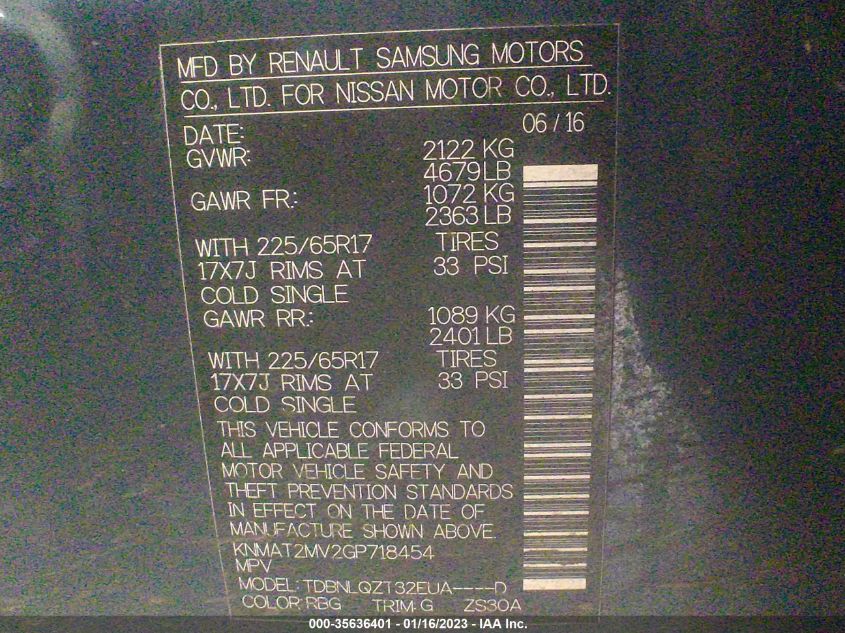 MFD BY RENAULT SAMSUNG MOTORS
CO., LTD. FOR NISSAN MOTOR CO., LTD.
DATE: 06 / 16
GVWR: 2122 KG
4679 LB
GAWR FR.: 1072 KG
2363 LB
WITH 225/65R17 TIRES
17X7J RIMS AT 33 PSI
COLD SINGLE
GAWR RR.: 1089 KG
2401 LB
WITH 225/65R17 TIRES
17X7J RIMS AT 33 PSI
COLD SINGLE
THIS VEHICLE CONFORMS TO
ALL APPLICABLE FEDERAL
MOTOR VEHICLE SAFETY AND
THEFT PREVENTION STANDARDS
IN EFFECT ON THE DATE OF
MANUFACTURE SHOWN ABOVE.
KNMAT2MV2GP718454
MPV
MODEL: TDBNLQZT32EUA----D
COLOR: RBG TRIM: G ZS30A
000-35636401 - 01/16/2023 - IAA Inc.